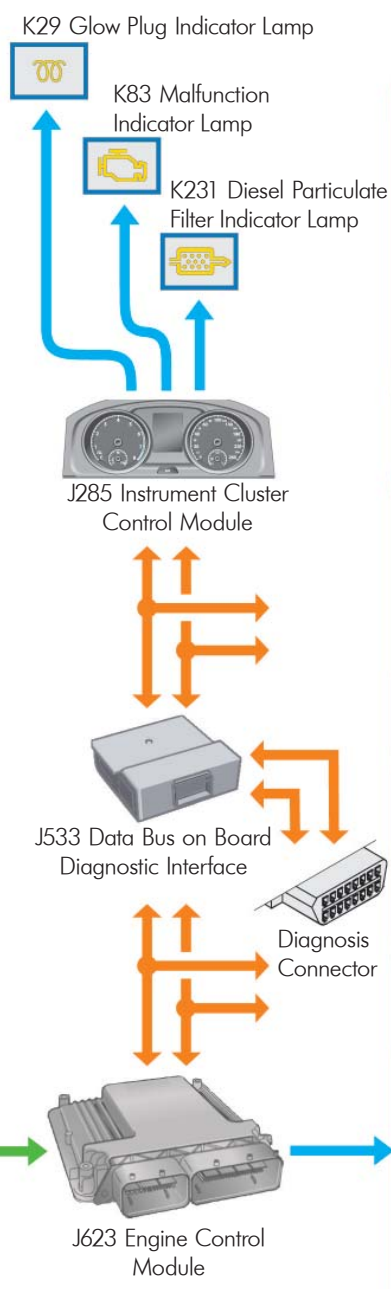 K29 Glow Plug Indicator Lamp
K83 Malfunction
Indicator Lamp
K231 Diesel Particulate
Filter Indicator Lamp
J285 Instrument Cluster
Control Module
J533 Data Bus on Board
Diagnostic Interface
Diagnosis
Connector
J623 Engine Control
Module